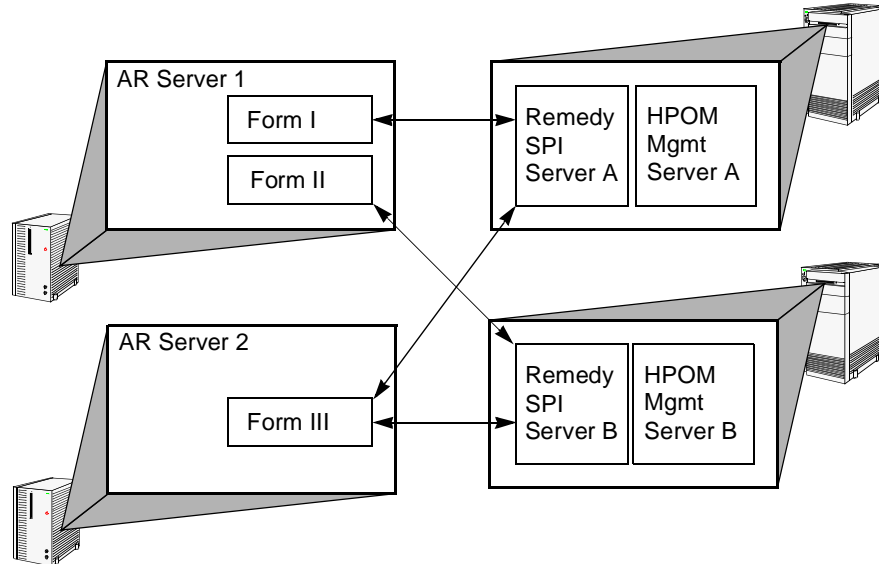 AR Server 1
Form I
Form II
Remedy
SPI
Server A
HPOM
Mgmt
Server A
AR Server 2
Form III
Remedy
SPI
Server B
HPOM
Mgmt
Server B